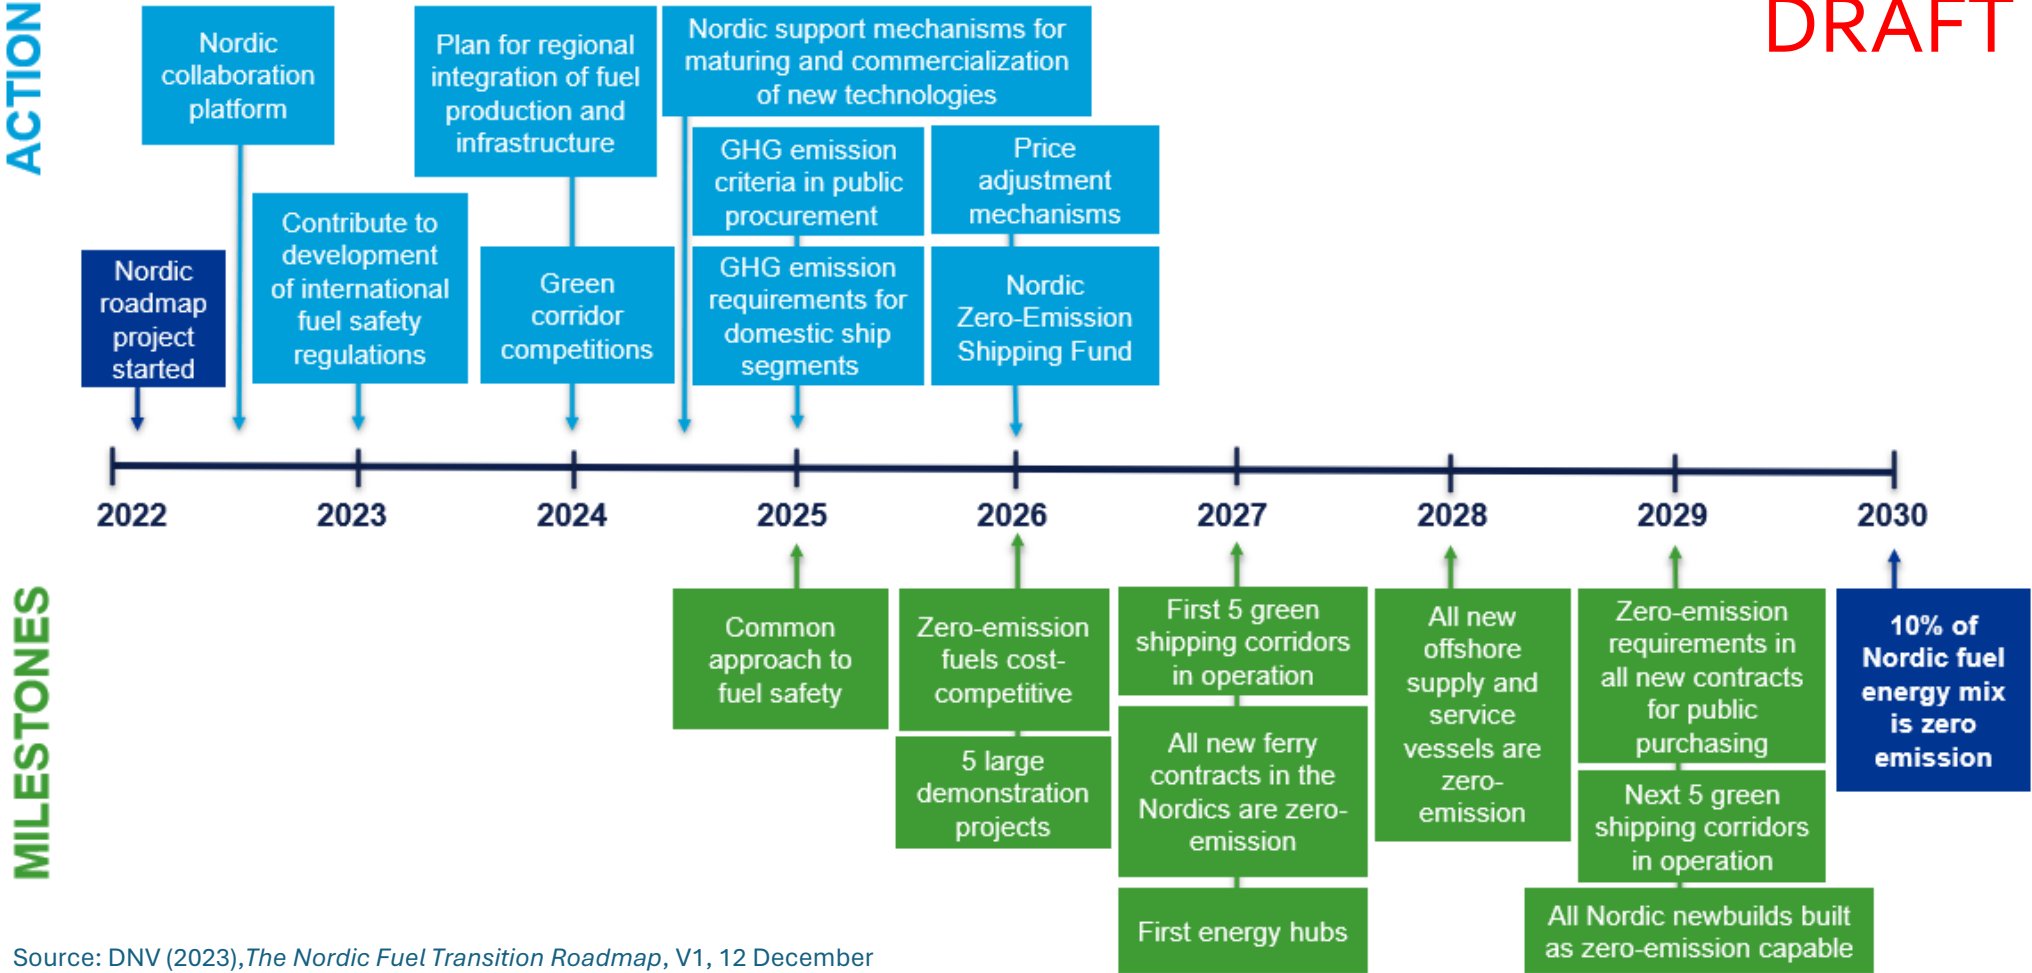 DRAFT
ACTION
Nordic
collaboration
platform
Plan for regional
integration of fuel
production and
infrastructure
Nordic support mechanisms for
maturing and commercialization
of new technologies
GHG emission
criteria in public
procurement
Price
adjustment
mechanisms
Nordic
roadmap
project
started
Contribute to
development
of international
fuel safety
regulations
Green
corridor
competitions
GHG emission
requirements for
domestic ship
segments
Nordic
Zero-Emission
Shipping Fund
2022
2023
2024
2025
2026
2027
2028
2029
2030
MILESTONES
Common
approach to
fuel safety
Zero-emission
fuels cost-
competitive
5 large
demonstration
projects
First 5 green
shipping corridors
in operation
All new ferry
contracts in the
Nordics are zero-
emission
First energy hubs
All new
offshore
supply and
service
vessels are
zero-
emission
Zero-emission
requirements in
all new contracts
for public
purchasing
Next 5 green
shipping corridors
in operation
All Nordic newbuilds built
as zero-emission capable
10% of
Nordic fuel
energy mix
is zero
emission
Source: DNV (2023),The Nordic Fuel Transition Roadmap, V1, 12 December